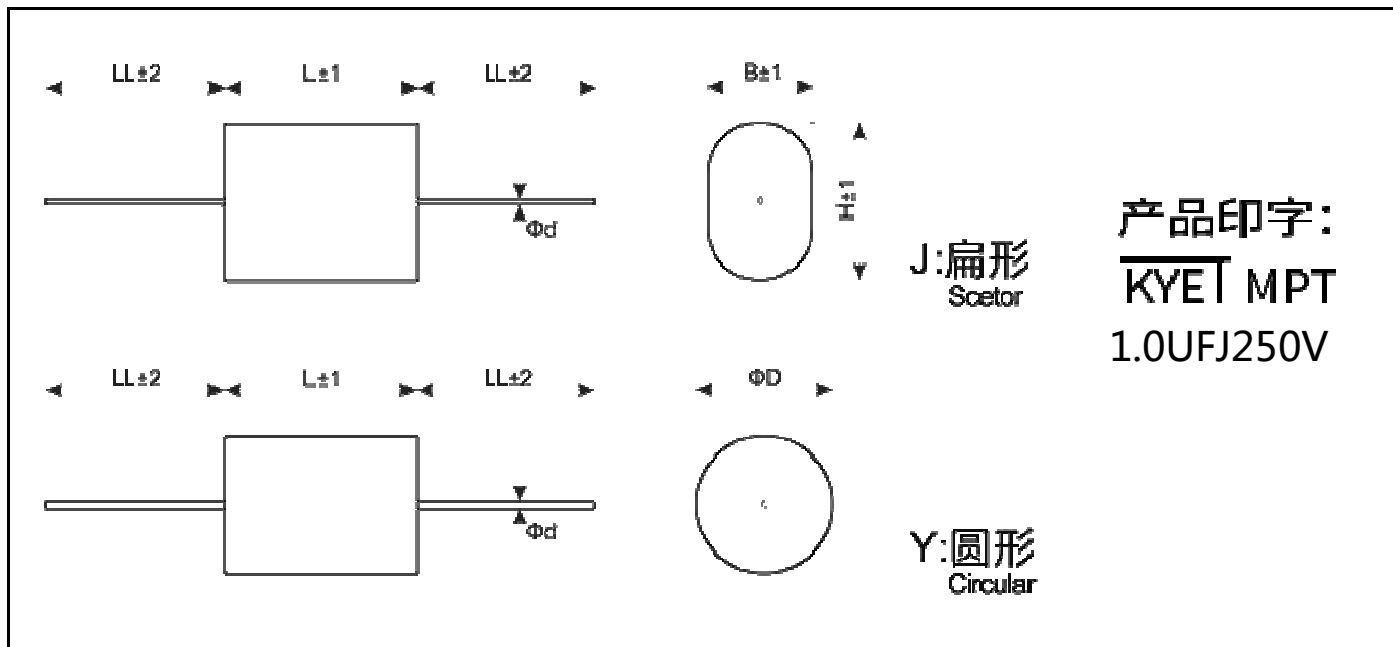 LL±2 L±1 LL±2 B±1
Φd
H±1
J:扁形
Scetor
产品印字：
KYET MPT
1.0UFJ250V
LL±2 L±1 LL±2 ΦD
Φd
Y:圆形
Circular